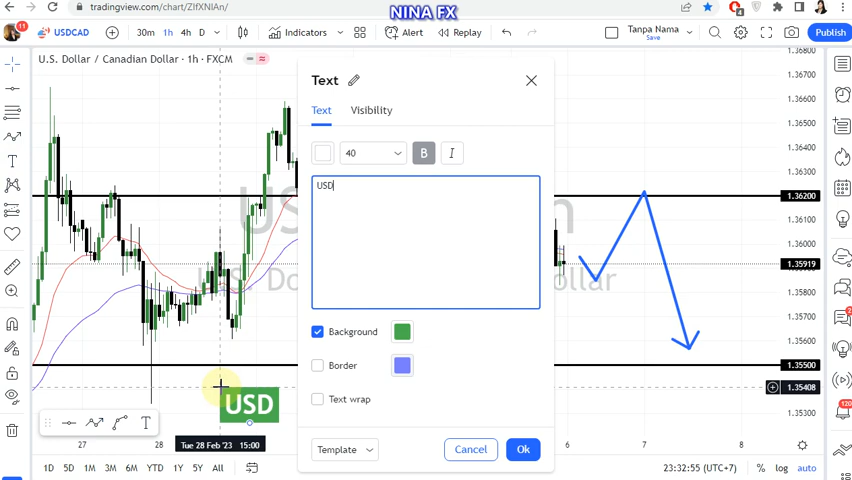 NINA FX
tradingview.com/chart/ZIfXNIAn/
11
USDCAD
30m 1h 4h D
Indicators
Alert
Replay
Tanpa Nama
Save
Publish
U.S. Dollar / Canadian Dollar · 1h · FXCM
Text
Text Visibility
40
B I
USD
Background
Border
Text wrap
Template
Cancel
Ok
USD
1.36800
1.36700
1.36600
1.36500
1.36400
1.36300
1.36200
1.36100
1.36000
1.35919
1.35800
1.35700
1.35600
1.35500
1.35408
1.35300
27 28 Tue 28 Feb '23 15:00 6 7 8
1D 5D 1M 3M 6M YTD 1Y 5Y All
23:32:55 (UTC+7)
% log auto